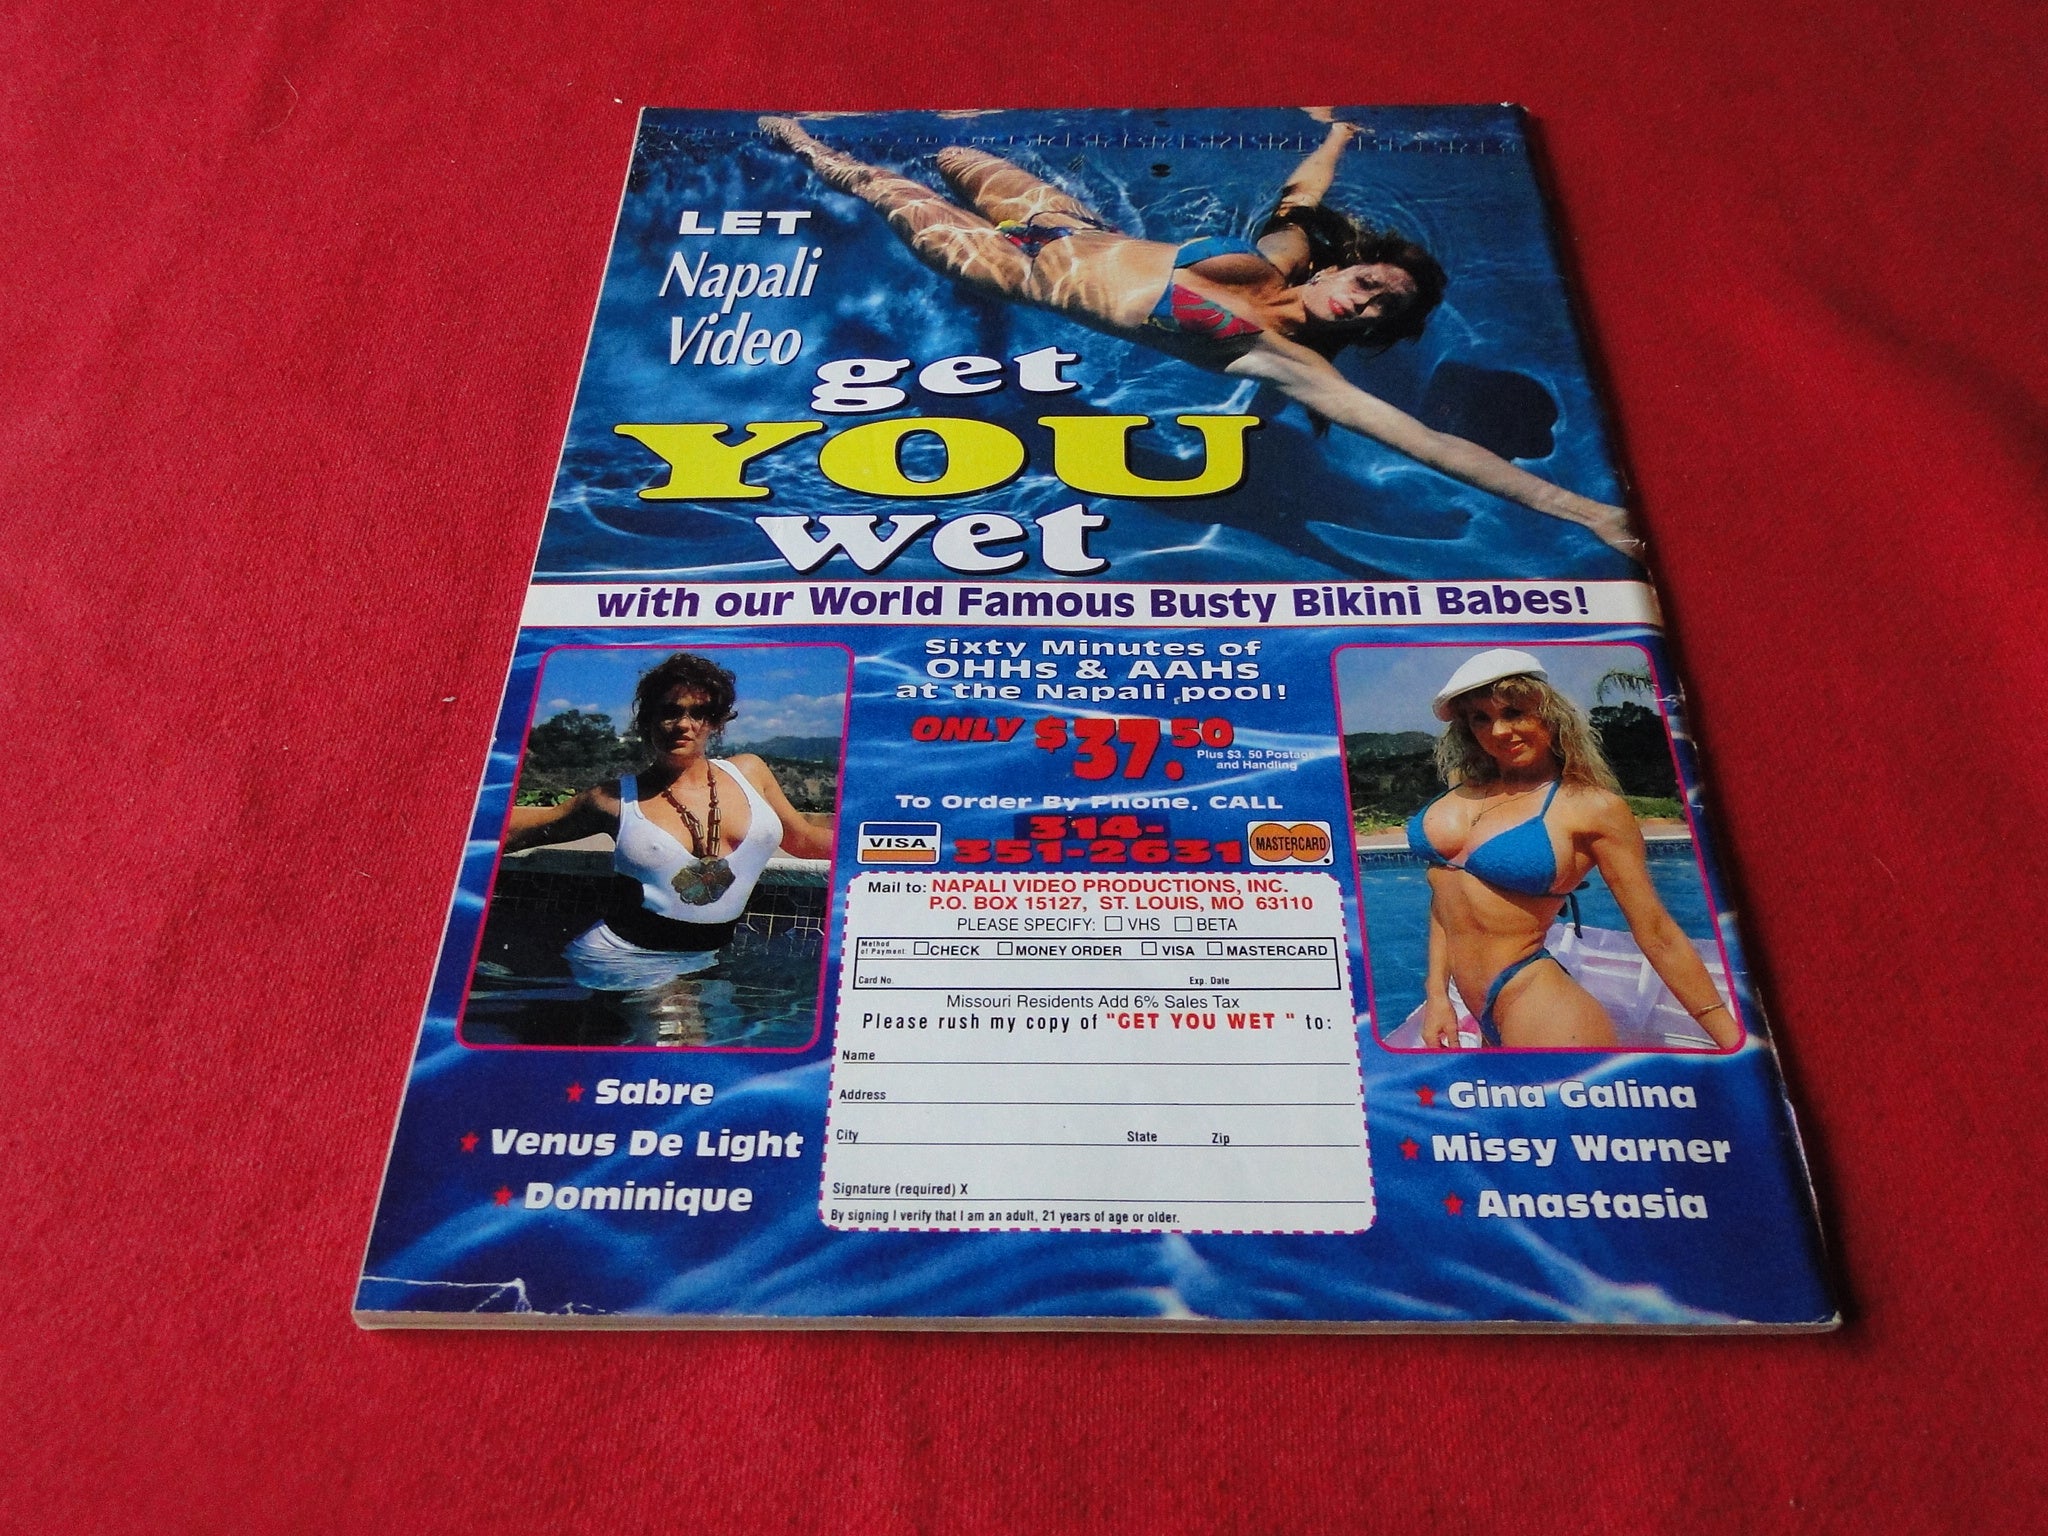 LET
Napali
Video
get
YOU
wet
with our World Famous Busty Bikini Babes!
Sixty Minutes of
OHHs & AAHs
at the Napali pool!
ONLY $37.50
Plus $3. 50 Postage
and Handling
To Order By Phone, CALL
VISA
314-
351-2631
MASTERCARD
Mail to: NAPALI VIDEO PRODUCTIONS, INC.
P.O. BOX 15127, ST. LOUIS, MO 63110
PLEASE SPECIFY: VHS BETA
Method
of Payment: CHECK MONEY ORDER VISA MASTERCARD
Card No. Exp. Date
Missouri Residents Add 6% Sales Tax
Please rush my copy of "GET YOU WET " to:
Name
Address
City State Zip
Signature (required) X
By signing I verify that I am an adult, 21 years of age or older.
Sabre
Venus De Light
Dominique
Gina Galina
Missy Warner
Anastasia